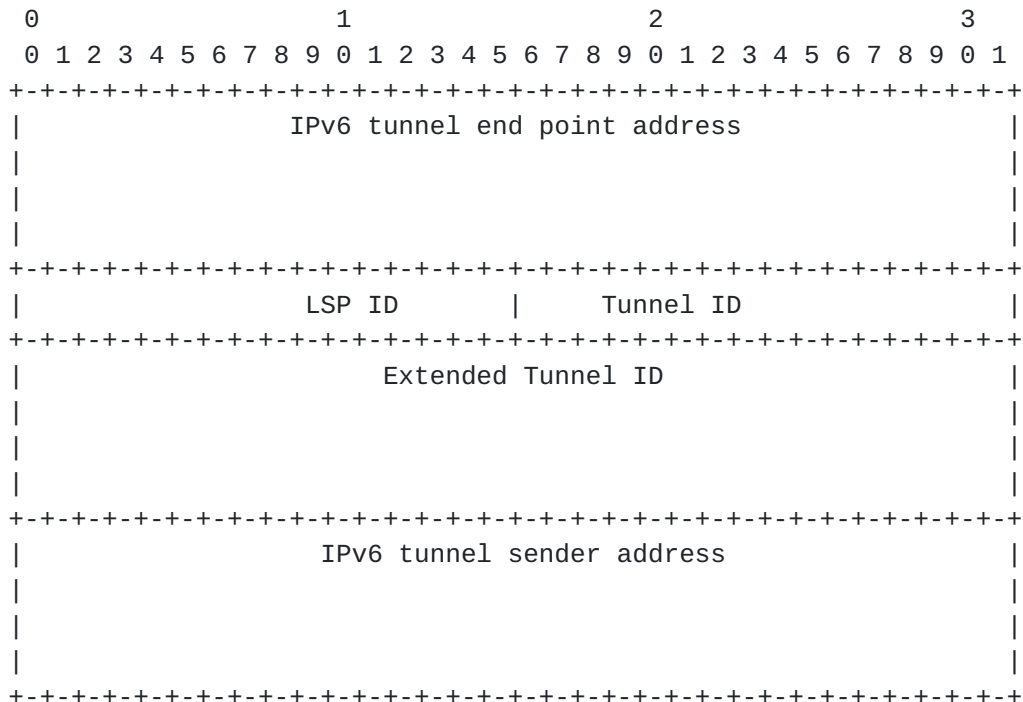 0                   1                   2                   3
 0 1 2 3 4 5 6 7 8 9 0 1 2 3 4 5 6 7 8 9 0 1 2 3 4 5 6 7 8 9 0 1
+-+-+-+-+-+-+-+-+-+-+-+-+-+-+-+-+-+-+-+-+-+-+-+-+-+-+-+-+-+-+-+-+
|                 IPv6 tunnel end point address                 |
|                                                               |
|                                                               |
|                                                               |
+-+-+-+-+-+-+-+-+-+-+-+-+-+-+-+-+-+-+-+-+-+-+-+-+-+-+-+-+-+-+-+-+
|                  LSP ID       |     Tunnel ID                 |
+-+-+-+-+-+-+-+-+-+-+-+-+-+-+-+-+-+-+-+-+-+-+-+-+-+-+-+-+-+-+-+-+
|                       Extended Tunnel ID                      |
|                                                               |
|                                                               |
|                                                               |
+-+-+-+-+-+-+-+-+-+-+-+-+-+-+-+-+-+-+-+-+-+-+-+-+-+-+-+-+-+-+-+-+
|                   IPv6 tunnel sender address                  |
|                                                               |
|                                                               |
|                                                               |
+-+-+-+-+-+-+-+-+-+-+-+-+-+-+-+-+-+-+-+-+-+-+-+-+-+-+-+-+-+-+-+-+